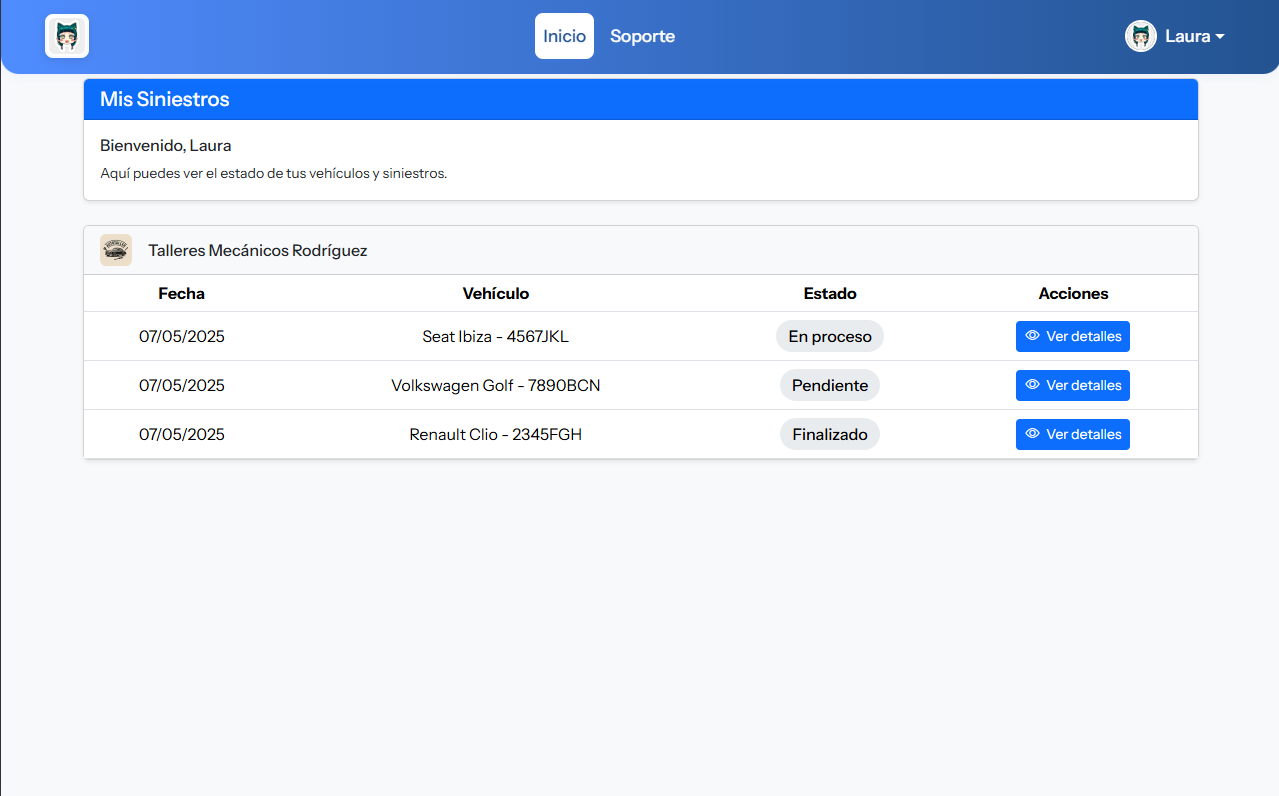 Inicio Soporte Laura
Mis Siniestros
Bienvenido, Laura
Aquí puedes ver el estado de tus vehículos y siniestros.
Talleres Mecánicos Rodríguez
Fecha Vehículo Estado Acciones
07/05/2025 Seat Ibiza - 4567JKL En proceso Ver detalles
07/05/2025 Volkswagen Golf - 7890BCN Pendiente Ver detalles
07/05/2025 Renault Clio - 2345FGH Finalizado Ver detalles